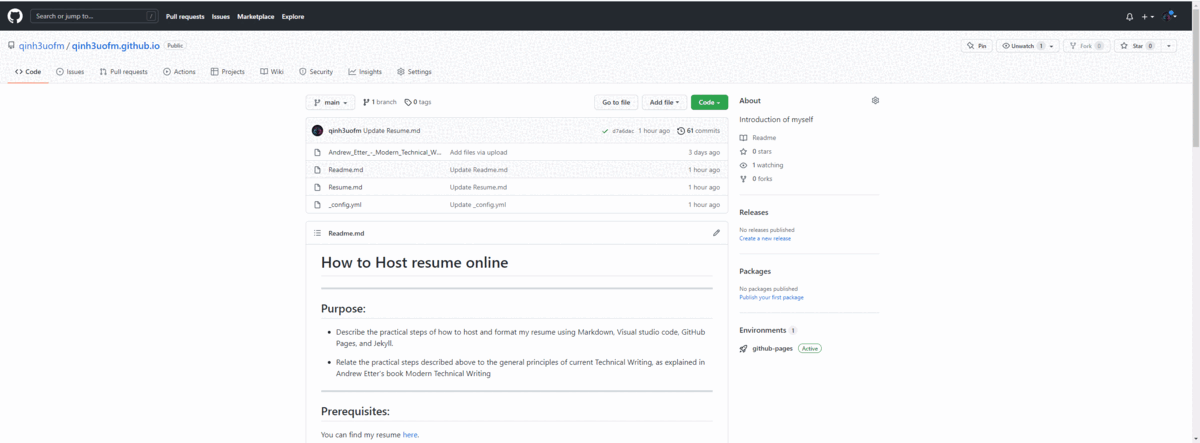 Search or jump to... /
Pull requests Issues Marketplace Explore
qinh3uofm / qinh3uofm.github.io Public
Pin Unwatch 1 Fork 0 Star 0
Code Issues Pull requests Actions Projects Wiki Security Insights Settings
main 1 branch 0 tags Go to file Add file Code
qinh3uofm Update Resume.md 1 hour ago 61 commits
Andrew_Etter_-_Modern_Technical_W... Add files via upload 3 days ago
Readme.md Update Readme.md 1 hour ago
Resume.md Update Resume.md 1 hour ago
_config.yml Update _config.yml 1 hour ago
Readme.md
How to Host resume online
Purpose:
Describe the practical steps of how to host and format my resume using Markdown, Visual studio code, GitHub
Pages, and Jekyll.
Relate the practical steps described above to the general principles of current Technical Writing, as explained in
Andrew Etter's book Modern Technical Writing
Prerequisites:
You can find my resume here.
About
Introduction of myself
Readme
0 stars
1 watching
0 forks
Releases
No releases published
Create a new release
Packages
No packages published
Publish your first package
Environments 1
github-pages Active